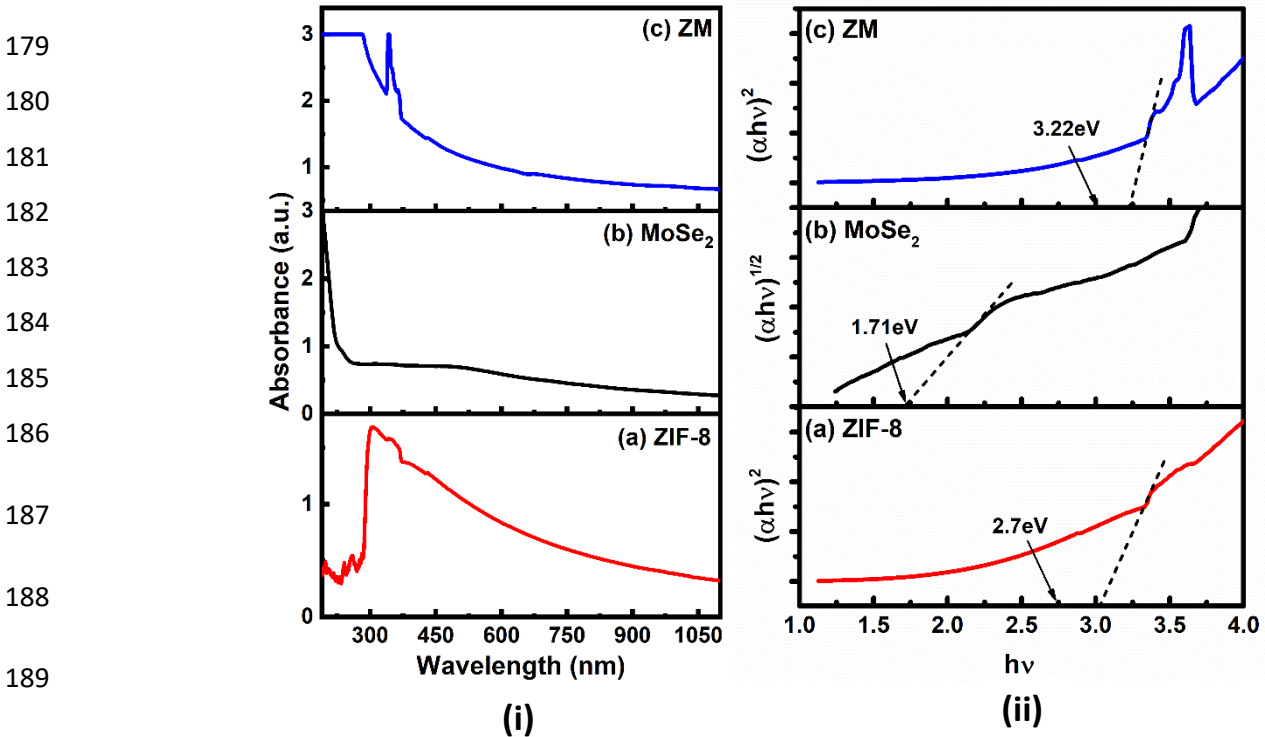 179
180
181
182
183
184
185
186
187
188
189
(c) ZM
3
2
1
(b) MoSe₂
3
2
1
0
(a) ZIF-8
1
0
300 450 600 750 900 1050
Absorbance (a.u.)
Wavelength (nm)
(i)
(c) ZM
3.22eV
(αhν)²
(b) MoSe₂
1.71eV
(αhν)¹/²
(a) ZIF-8
2.7eV
(αhν)²
1.0 1.5 2.0 2.5 3.0 3.5 4.0
hν
(ii)